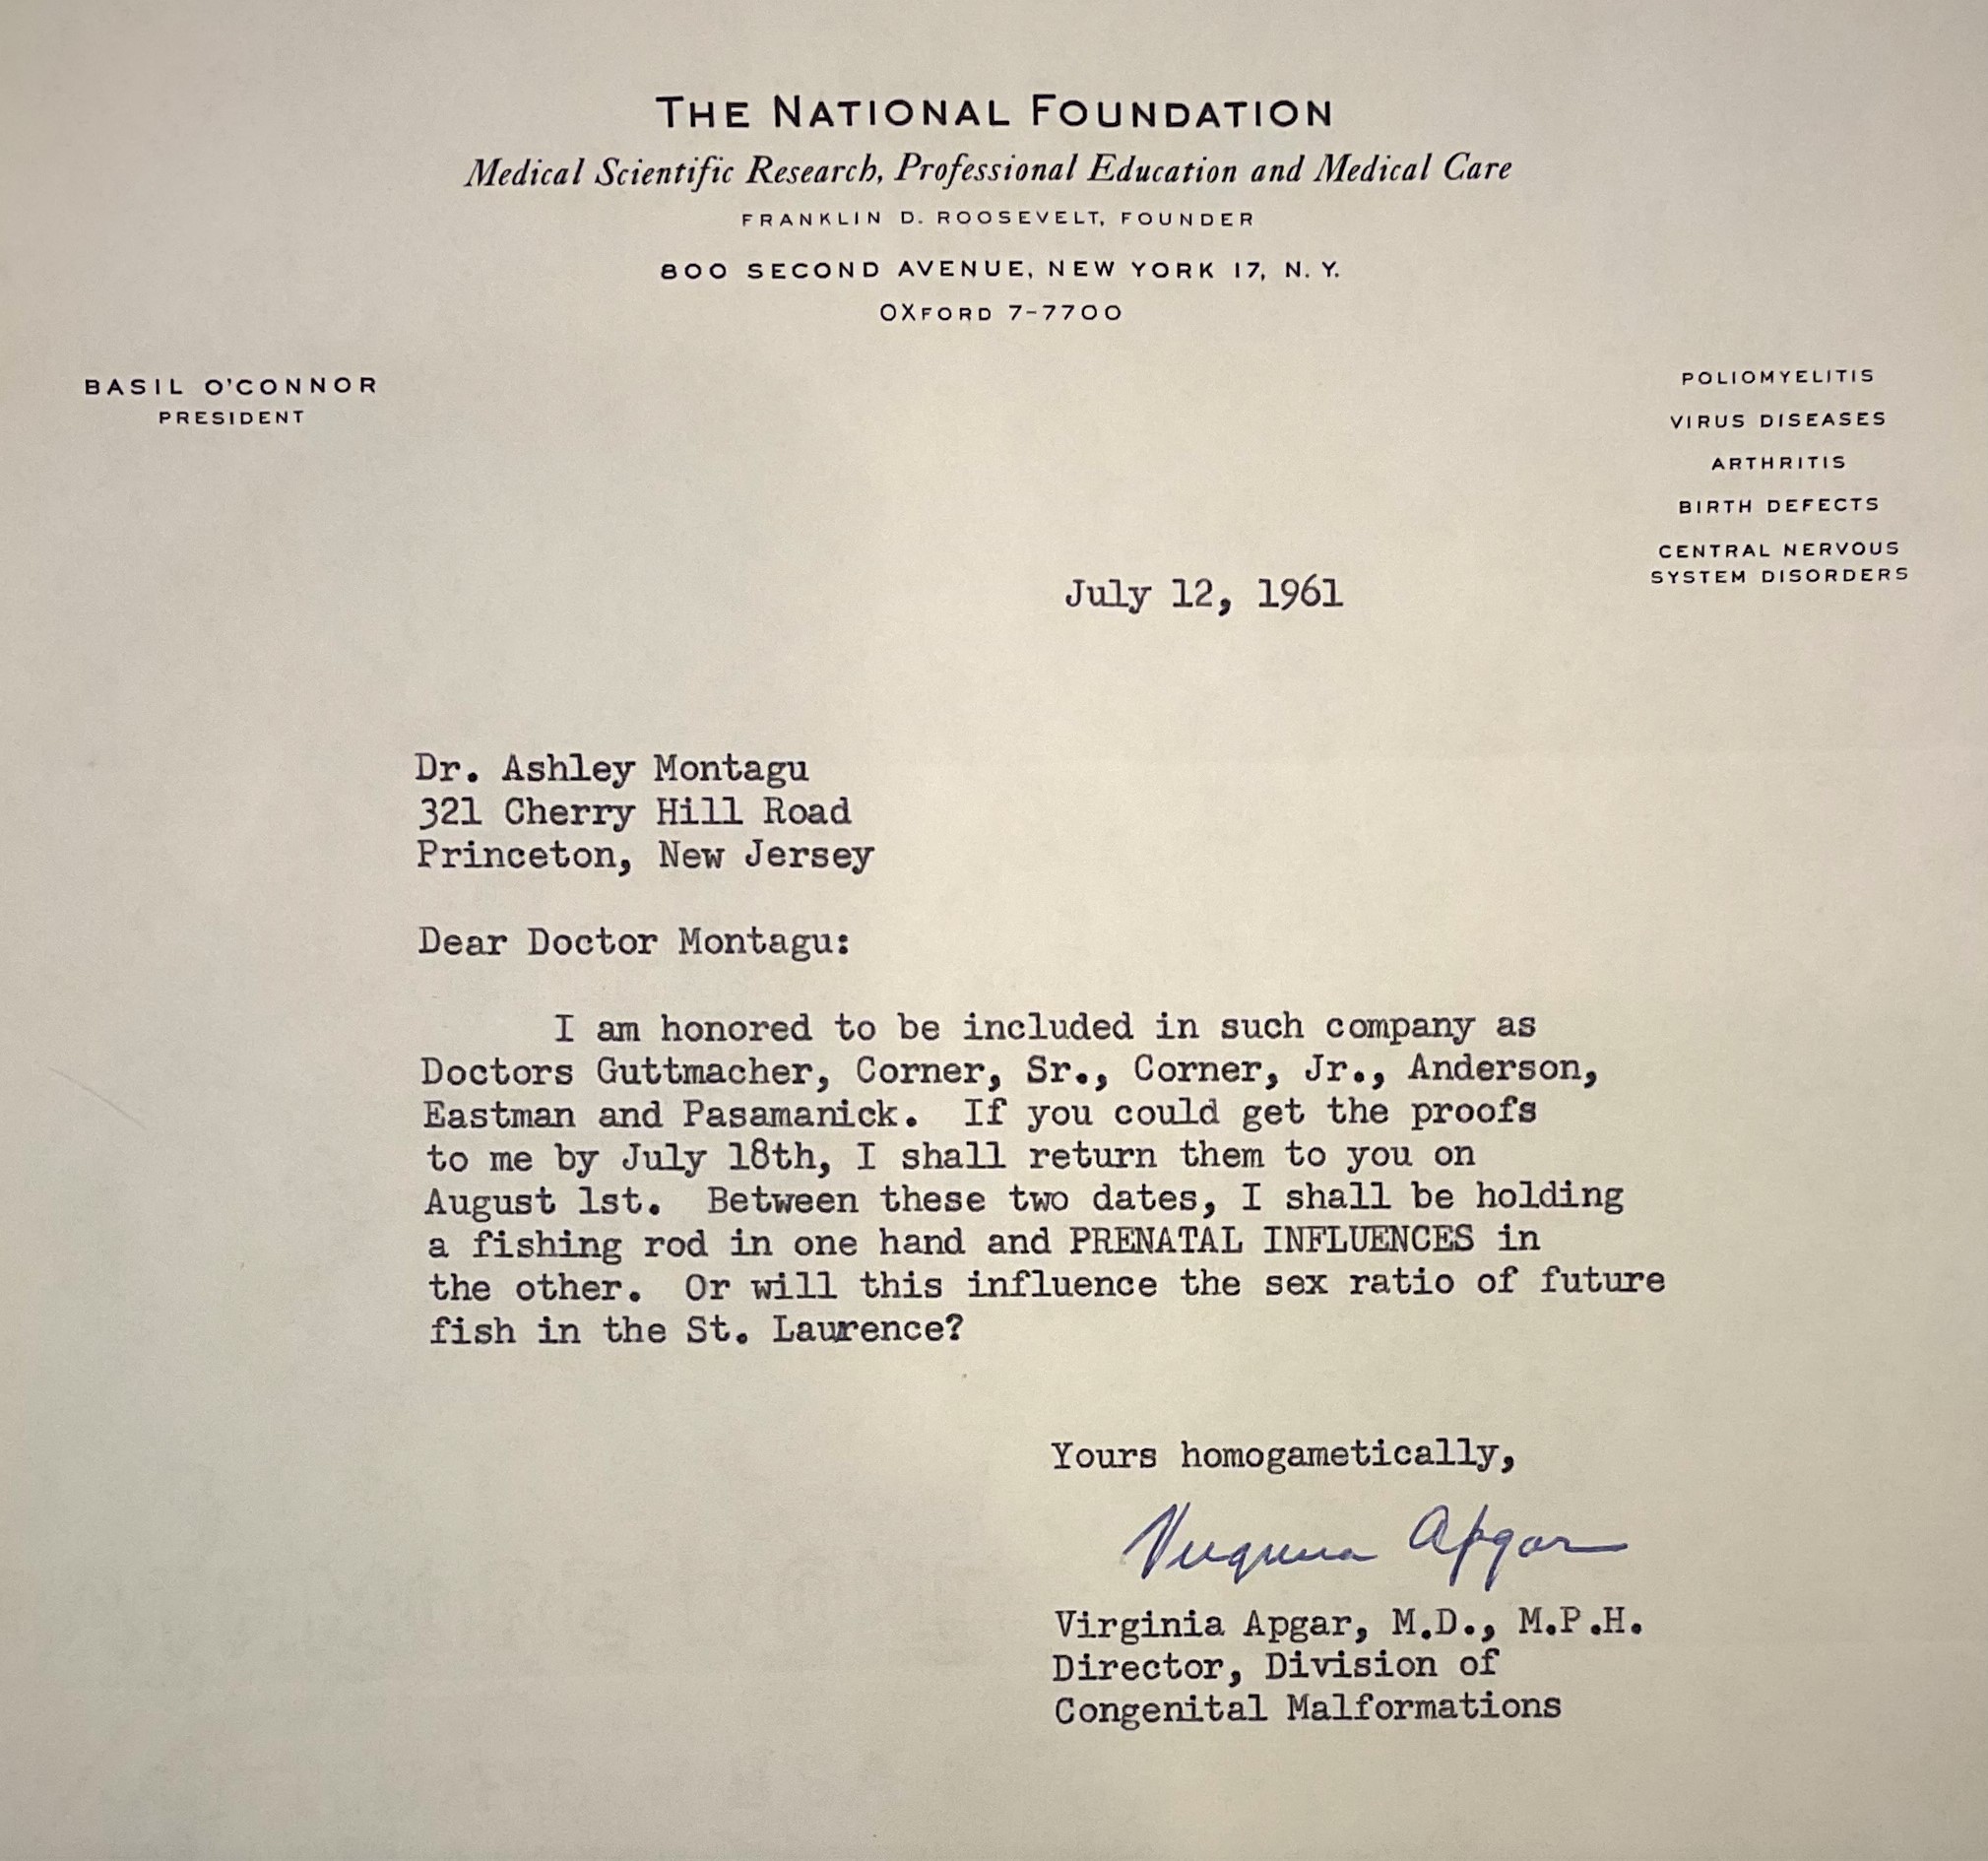 THE NATIONAL FOUNDATION
Medical Scientific Research, Professional Education and Medical Care
FRANKLIN D. ROOSEVELT, FOUNDER
800 SECOND AVENUE, NEW YORK 17, N. Y.
OXFORD 7-7700
BASIL O'CONNOR
PRESIDENT
POLIOMYELITIS
VIRUS DISEASES
ARTHRITIS
BIRTH DEFECTS
CENTRAL NERVOUS
SYSTEM DISORDERS
July 12, 1961
Dr. Ashley Montagu
321 Cherry Hill Road
Princeton, New Jersey
Dear Doctor Montagu:
I am honored to be included in such company as
Doctors Guttmacher, Corner, Sr., Corner, Jr., Anderson,
Eastman and Pasamanick. If you could get the proofs
to me by July 18th, I shall return them to you on
August 1st. Between these two dates, I shall be holding
a fishing rod in one hand and PRENATAL INFLUENCES in
the other. Or will this influence the sex ratio of future
fish in the St. Laurence?
Yours homogametically,
Virginia Apgar
Virginia Apgar, M.D., M.P.H.
Director, Division of
Congenital Malformations